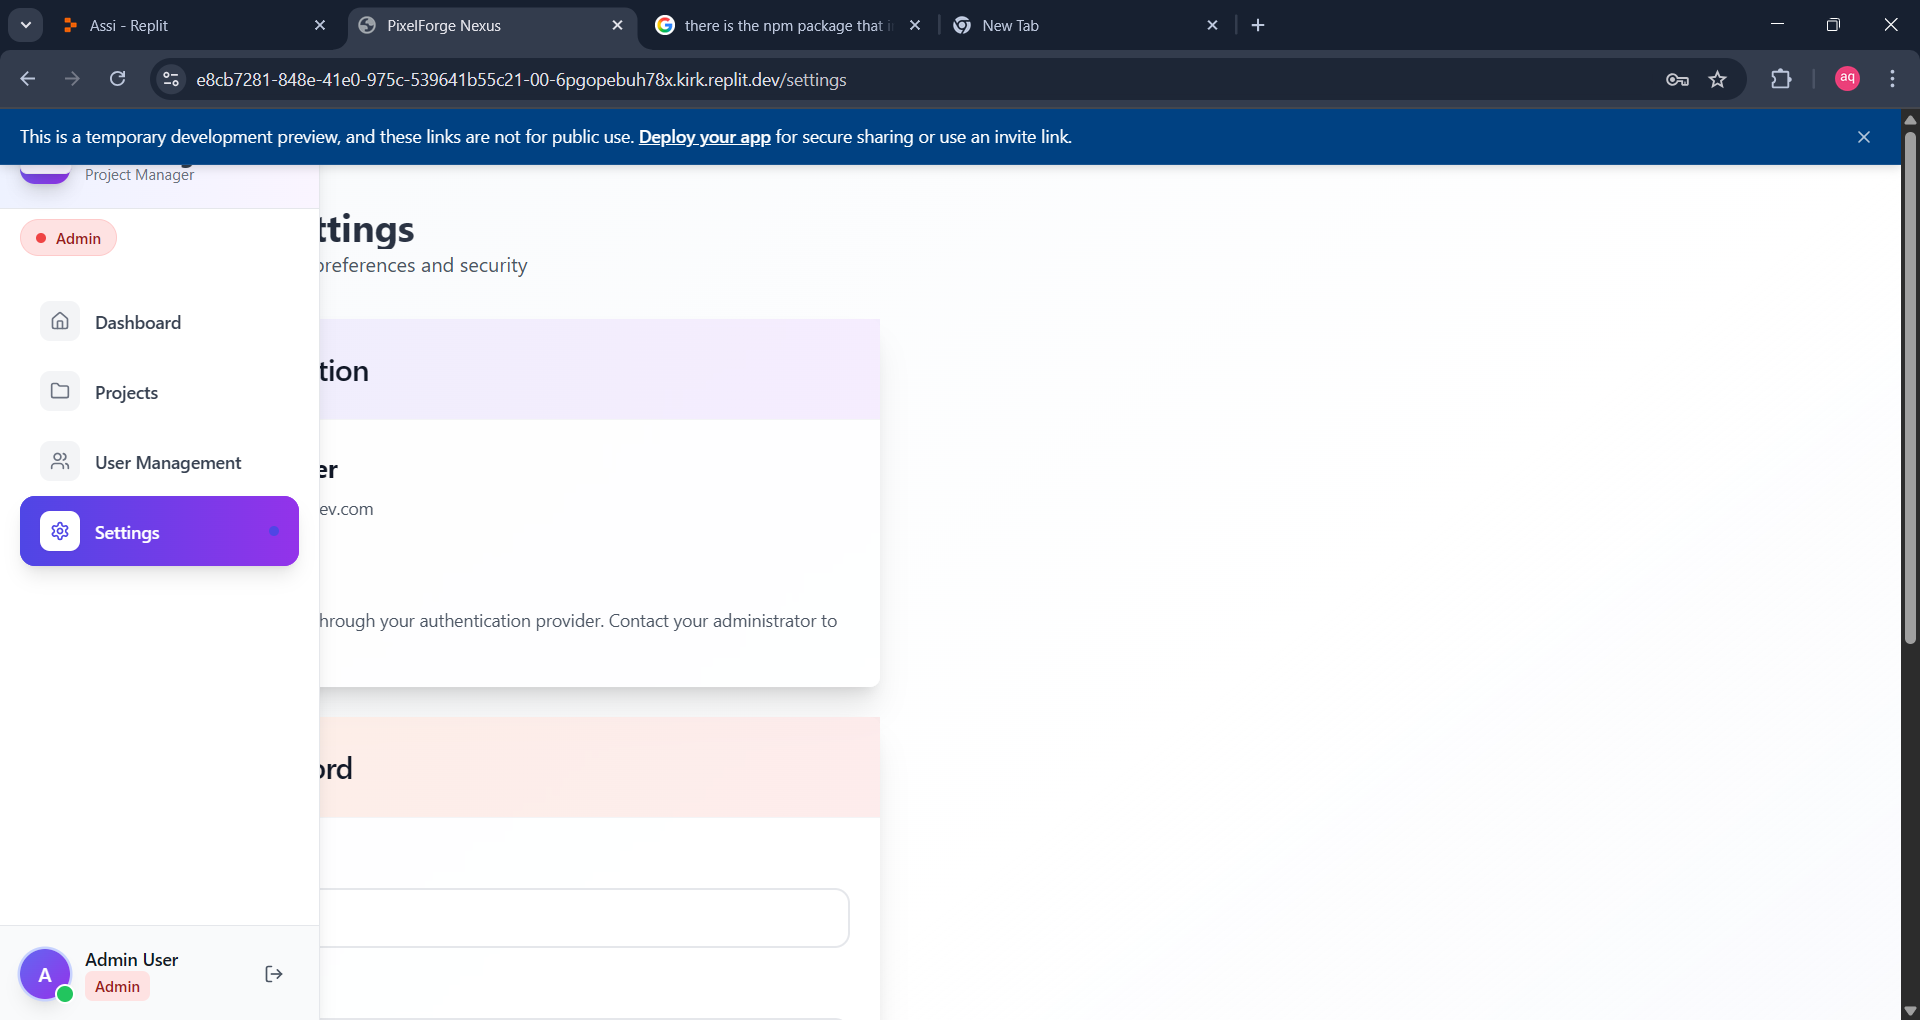 Assi - Replit
PixelForge Nexus
there is the npm package that i
New Tab
e8cb7281-848e-41e0-975c-539641b55c21-00-6pgopebuh78x.kirk.replit.dev/settings
aq
This is a temporary development preview, and these links are not for public use. Deploy your app for secure sharing or use an invite link.
Project Manager
Admin
Dashboard
Projects
User Management
Settings
ttings
preferences and security
tion
er
ev.com
hrough your authentication provider. Contact your administrator to
ord
A
Admin User
Admin